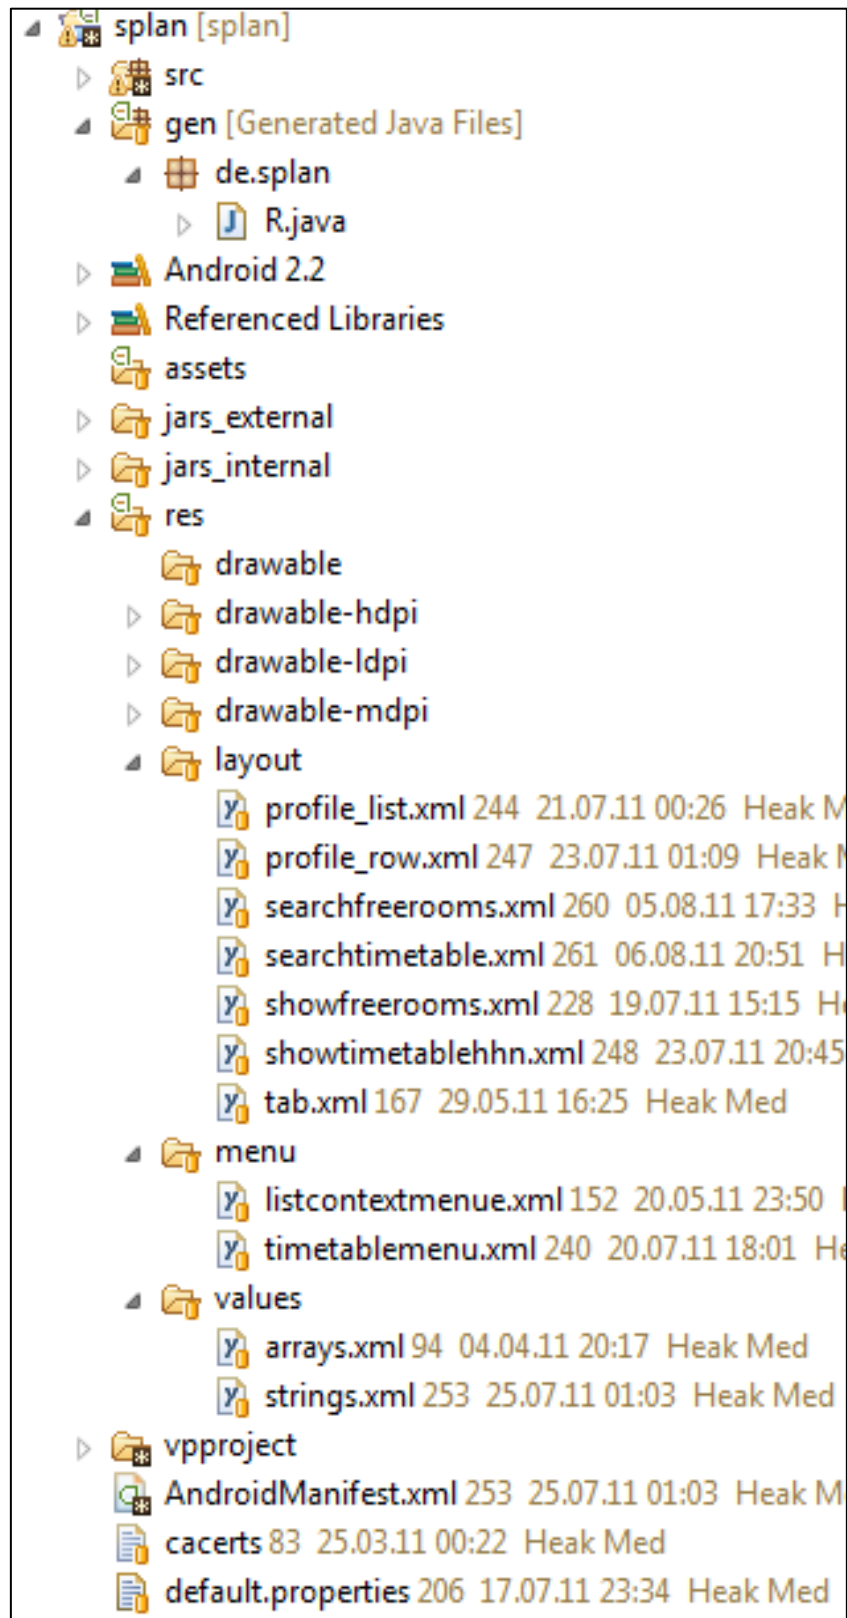 splan [splan]
src
gen [Generated Java Files]
de.splan
R.java
Android 2.2
Referenced Libraries
assets
jars_external
jars_internal
res
drawable
drawable-hdpi
drawable-ldpi
drawable-mdpi
layout
profile_list.xml 244 21.07.11 00:26 Heak M
profile_row.xml 247 23.07.11 01:09 Heak
searchfreerooms.xml 260 05.08.11 17:33 H
searchtimetable.xml 261 06.08.11 20:51 H
showfreerooms.xml 228 19.07.11 15:15 He
showtimetablehhn.xml 248 23.07.11 20:45
tab.xml 167 29.05.11 16:25 Heak Med
menu
listcontextmenue.xml 152 20.05.11 23:50
timetablemenu.xml 240 20.07.11 18:01 He
values
arrays.xml 94 04.04.11 20:17 Heak Med
strings.xml 253 25.07.11 01:03 Heak Med
vpproject
AndroidManifest.xml 253 25.07.11 01:03 Heak M
cacerts 83 25.03.11 00:22 Heak Med
default.properties 206 17.07.11 23:34 Heak Med